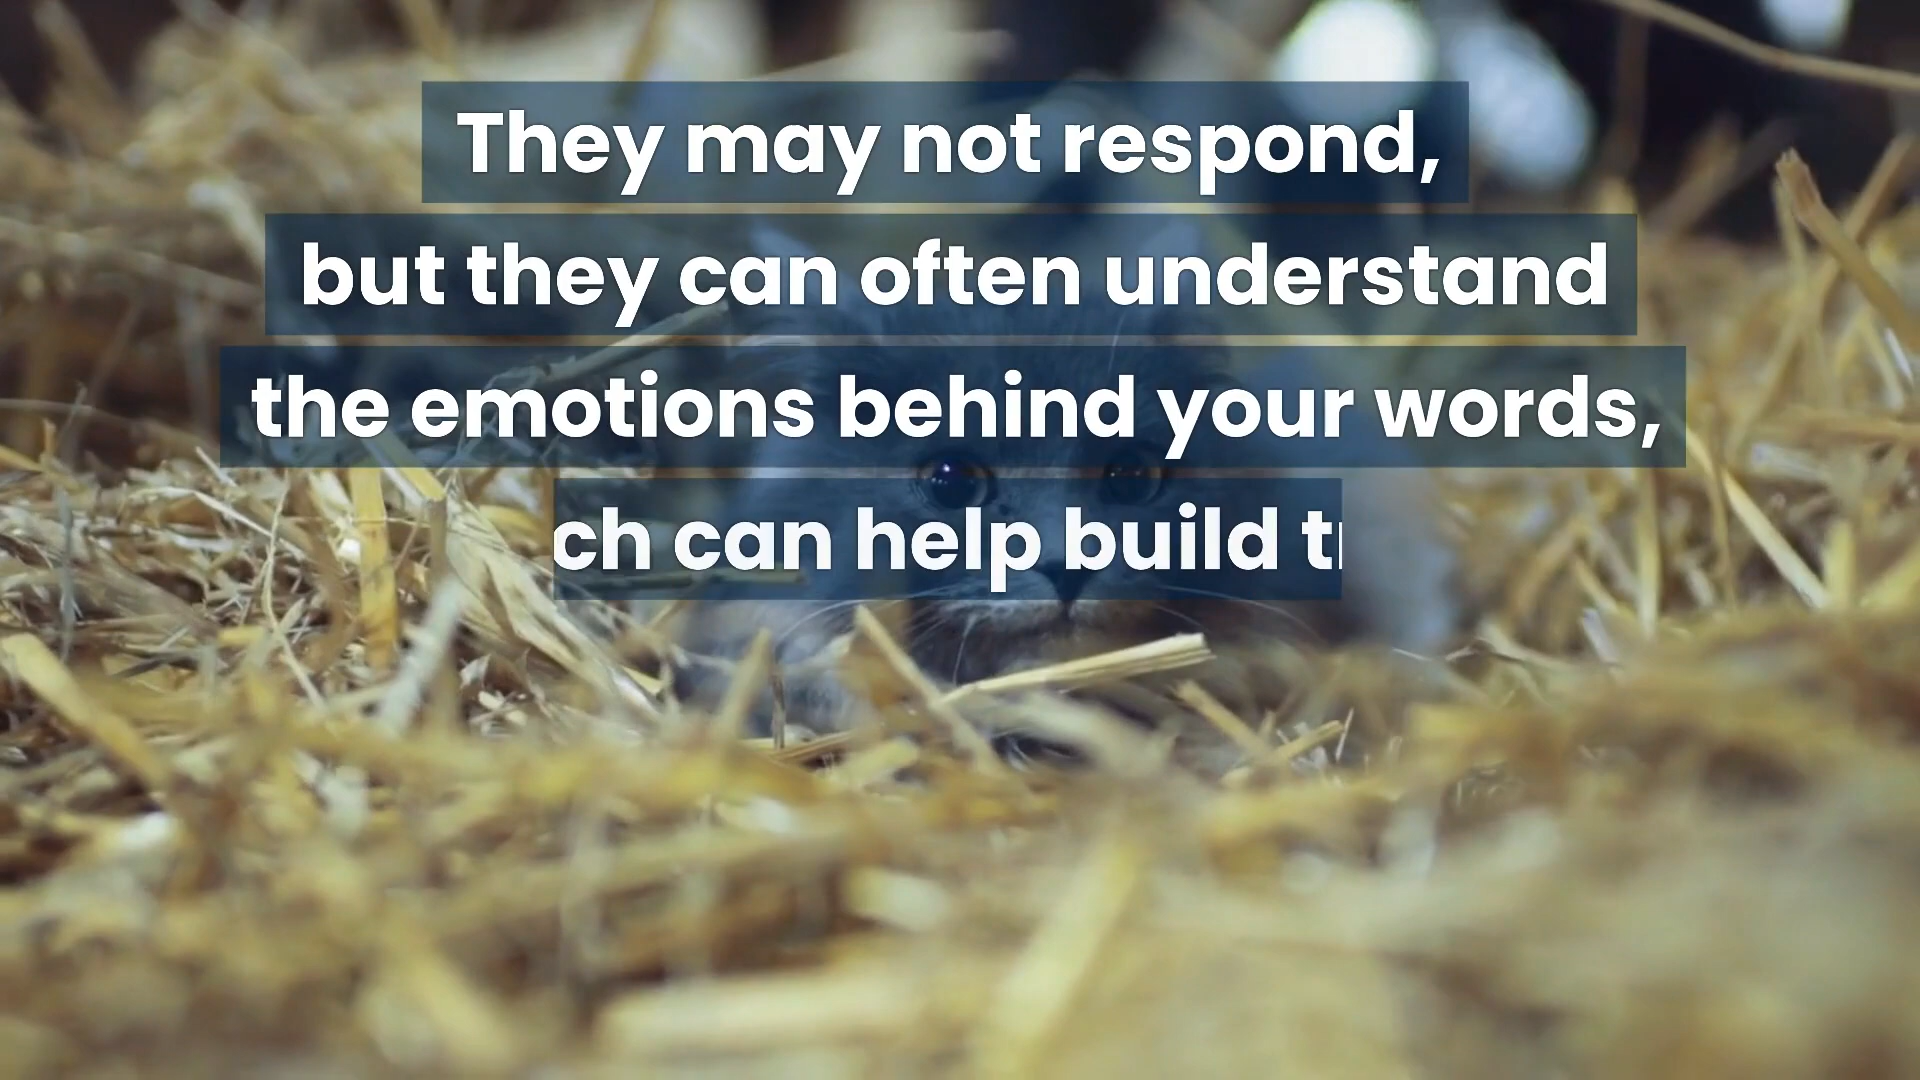 They may not respond,
but they can often understand
the emotions behind your words,
ch can help build